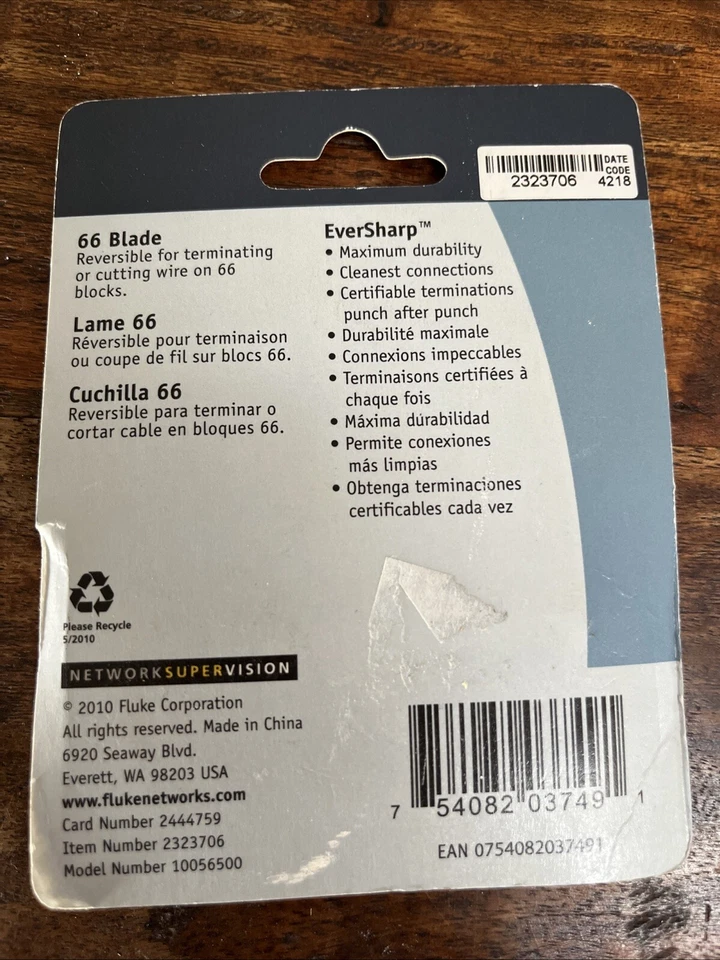 DATE
CODE
2323706 4218
66 Blade
Reversible for terminating
or cutting wire on 66
blocks.
Lame 66
Réversible pour terminaison
ou coupe de fil sur blocs 66.
Cuchilla 66
Reversible para terminar o
cortar cable en bloques 66.
EverSharp™
• Maximum durability
• Cleanest connections
• Certifiable terminations
punch after punch
• Durabilité maximale
• Connexions impeccables
• Terminaisons certifiées à
chaque fois
• Máxima durabilidad
• Permite conexiones
más limpias
• Obtenga terminaciones
certificables cada vez
Please Recycle
5/2010
NETWORKSUPERVISION
© 2010 Fluke Corporation
All rights reserved. Made in China
6920 Seaway Blvd.
Everett, WA 98203 USA
www.flukenetworks.com
Card Number 2444759
Item Number 2323706
Model Number 10056500
7 54082 03749 1
EAN 0754082037491